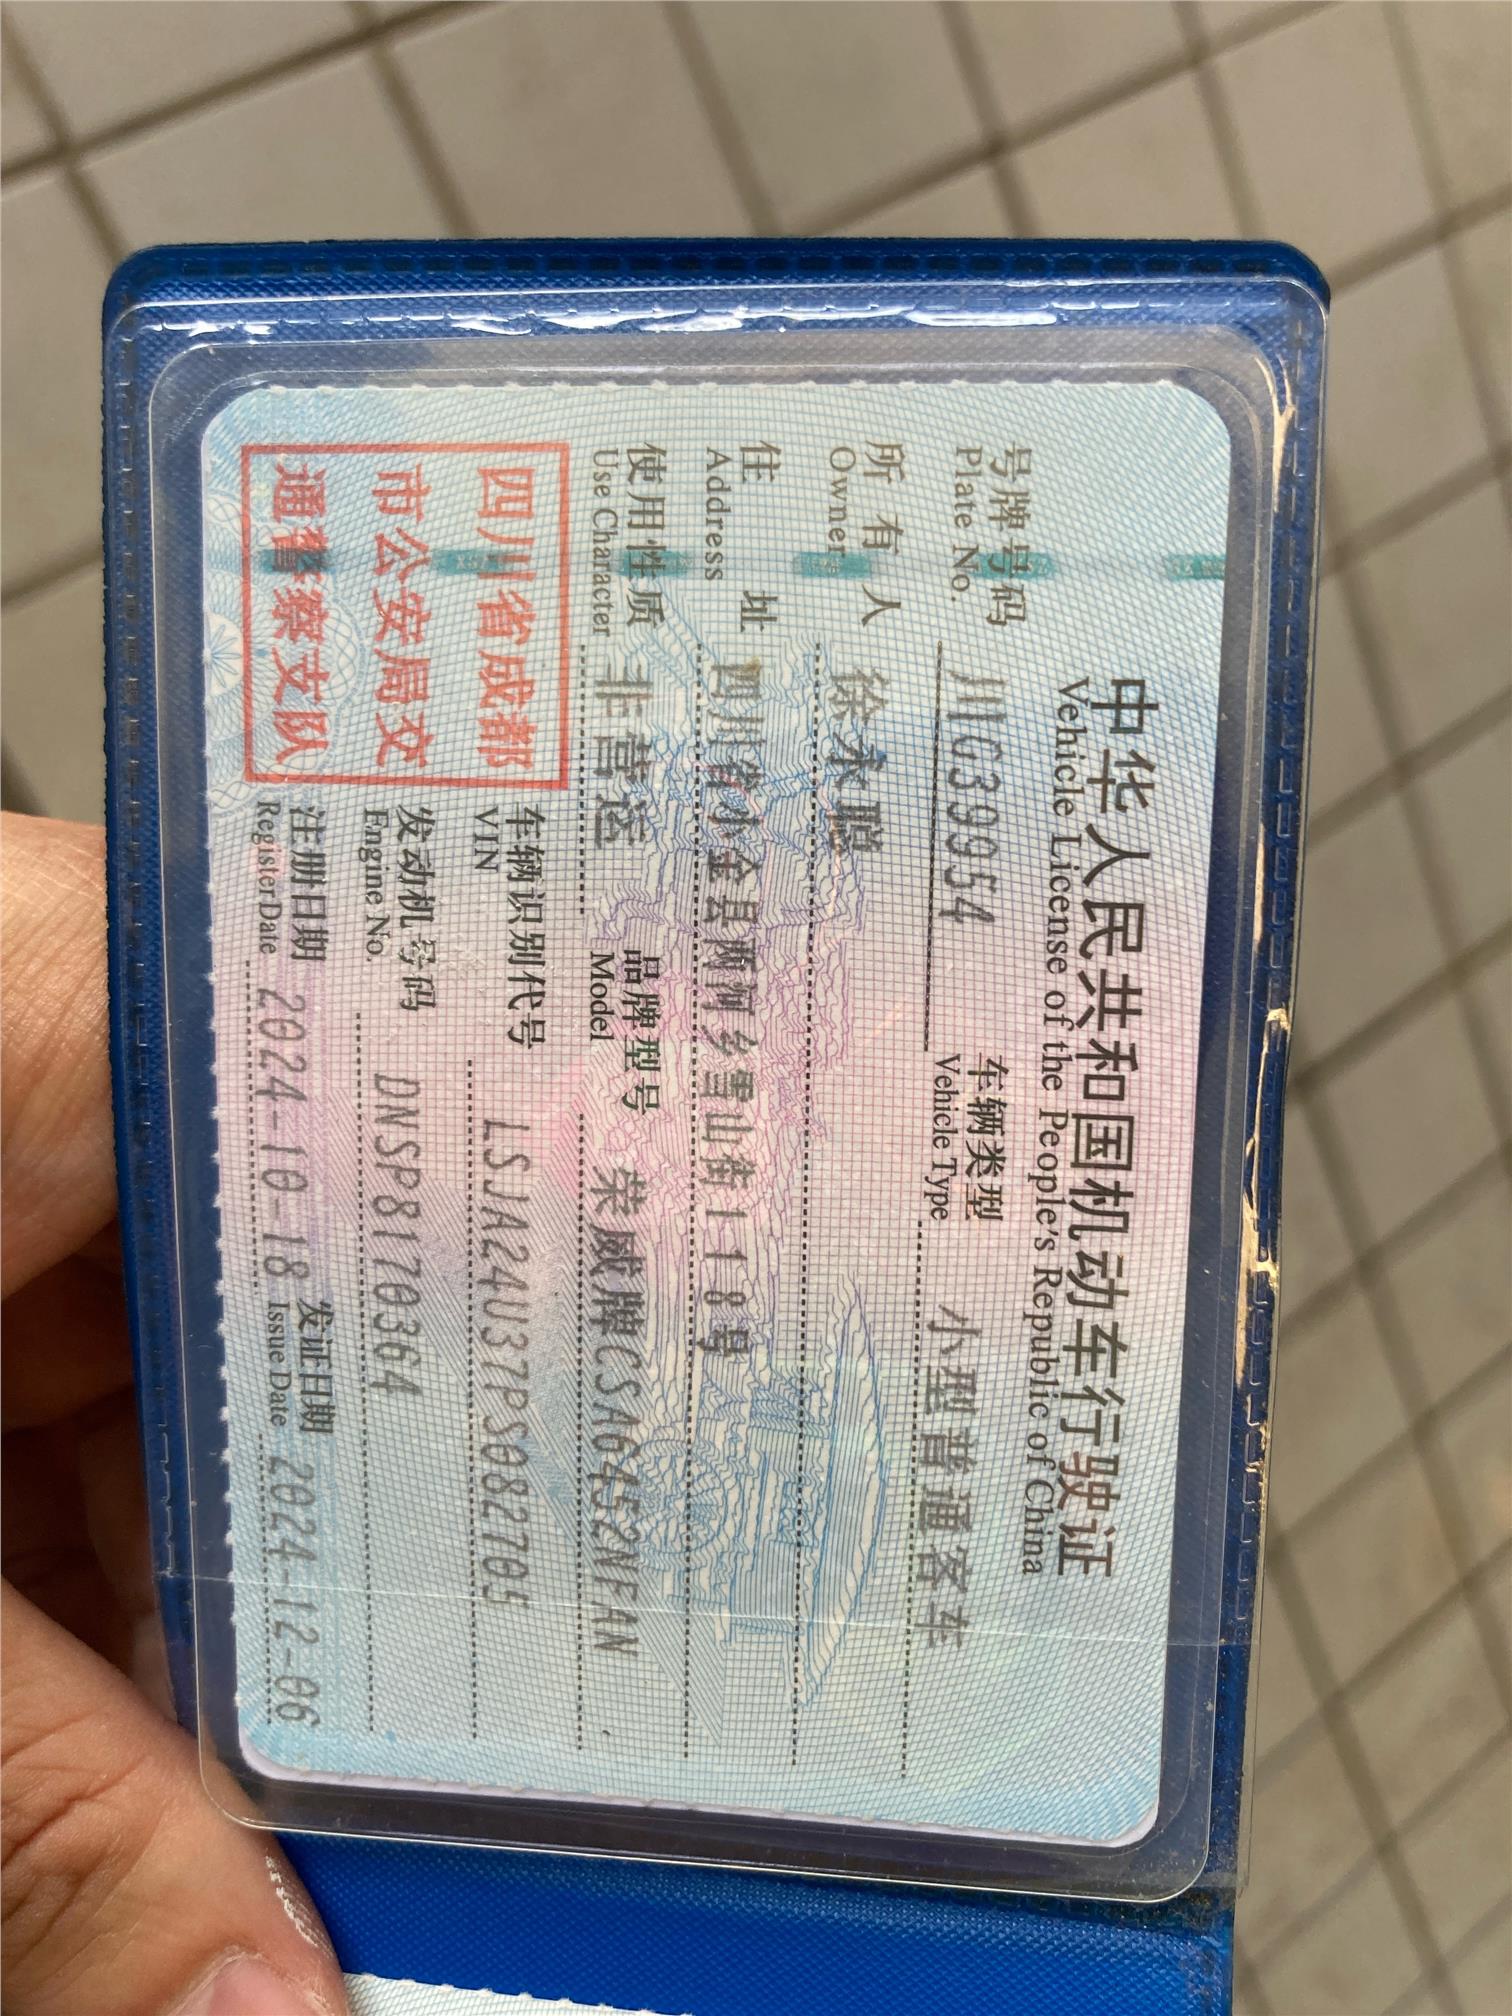 中华人民共和国机动车行驶证
Vehicle License of the People's Republic of China
号牌号码 川G39954 车辆类型 小型普通客车
Plate No. Vehicle Type
所有人 徐永聪
Owner
住址 四川省小金县两河乡雪山街118号
Address
使用性质 非营运 品牌型号 荣威牌CSA6452NFAN
Use Character Model
四川省成都
市公安局交
通警察支队
车辆识别代号 LSJA24U37PS082705
VIN
发动机号码 DNSP8170364
Engine No.
注册日期 2024-10-18 发证日期 2024-12-06
Register Date Issue Date